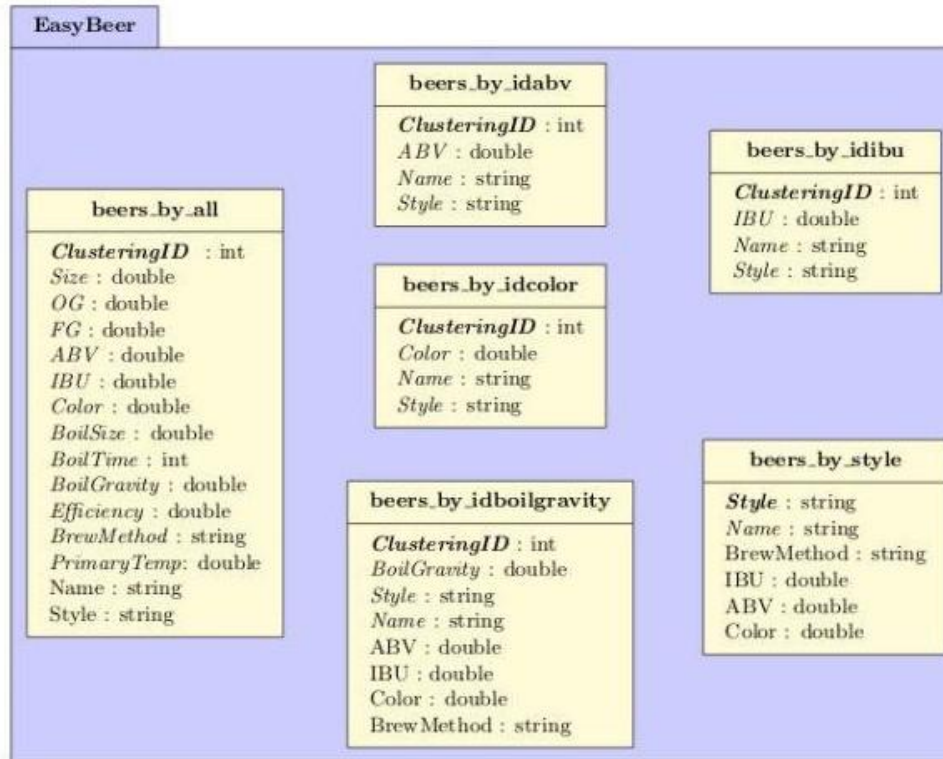 EasyBeer
beers_by_all
ClusteringID : int
Size : double
OG : double
FG : double
ABV : double
IBU : double
Color : double
BoilSize : double
BoilTime : int
BoilGravity : double
Efficiency : double
BrewMethod : string
PrimaryTemp: double
Name : string
Style : string
beers_by_idabv
ClusteringID : int
ABV : double
Name : string
Style : string
beers_by_idcolor
ClusteringID : int
Color : double
Name : string
Style : string
beers_by_idboilgravity
ClusteringID : int
BoilGravity : double
Style : string
Name : string
ABV : double
IBU : double
Color : double
BrewMethod : string
beers_by_idibu
ClusteringID : int
IBU : double
Name : string
Style : string
beers_by_style
Style : string
Name : string
BrewMethod : string
IBU : double
ABV : double
Color : double